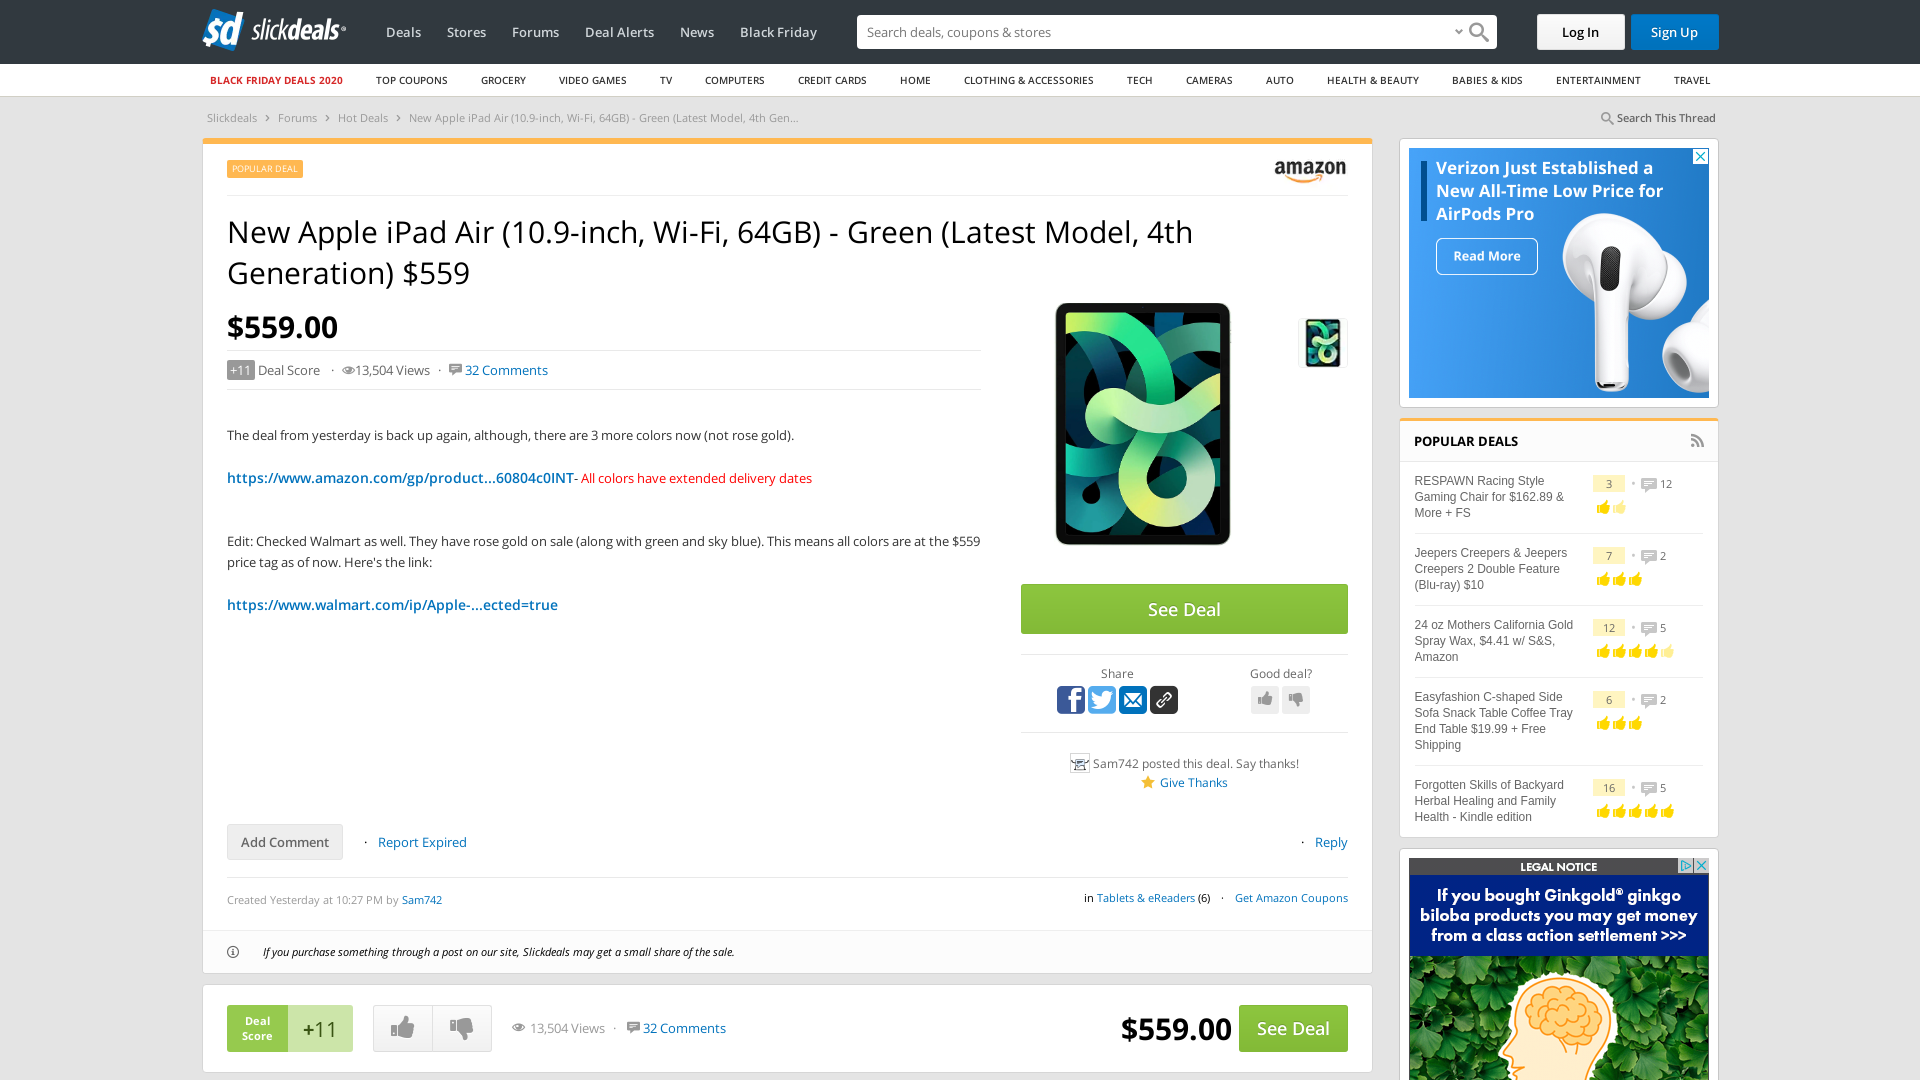 slickdeals
Deals
Stores
Forums
Deal Alerts
News
Black Friday
Search deals, coupons & stores
Log In
Sign Up
BLACK FRIDAY DEALS 2020
TOP COUPONS
GROCERY
VIDEO GAMES
TV
COMPUTERS
CREDIT CARDS
HOME
CLOTHING & ACCESSORIES
TECH
CAMERAS
AUTO
HEALTH & BEAUTY
BABIES & KIDS
ENTERTAINMENT
TRAVEL
Slickdeals › Forums › Hot Deals › New Apple iPad Air (10.9-inch, Wi-Fi, 64GB) - Green (Latest Model, 4th Gen...
Search This Thread
POPULAR DEAL
amazon
New Apple iPad Air (10.9-inch, Wi-Fi, 64GB) - Green (Latest Model, 4th
Generation) $559
$559.00
+11 Deal Score · 13,504 Views · 32 Comments
The deal from yesterday is back up again, although, there are 3 more colors now (not rose gold).
https://www.amazon.com/gp/product...60804c0INT- All colors have extended delivery dates
Edit: Checked Walmart as well. They have rose gold on sale (along with green and sky blue). This means all colors are at the $559
price tag as of now. Here's the link:
https://www.walmart.com/ip/Apple-...ected=true
See Deal
Share
Good deal?
Sam742 posted this deal. Say thanks!
Give Thanks
Add Comment
· Report Expired
· Reply
Created Yesterday at 10:27 PM by Sam742
in Tablets & eReaders (6) · Get Amazon Coupons
If you purchase something through a post on our site, Slickdeals may get a small share of the sale.
Deal
Score
+11
13,504 Views · 32 Comments
$559.00
See Deal
Verizon Just Established a
New All-Time Low Price for
AirPods Pro
Read More
POPULAR DEALS
RESPAWN Racing Style
Gaming Chair for $162.89 &
More + FS
3 • 12
Jeepers Creepers & Jeepers
Creepers 2 Double Feature
(Blu-ray) $10
7 • 2
24 oz Mothers California Gold
Spray Wax, $4.41 w/ S&S,
Amazon
12 • 5
Easyfashion C-shaped Side
Sofa Snack Table Coffee Tray
End Table $19.99 + Free
Shipping
6 • 2
Forgotten Skills of Backyard
Herbal Healing and Family
Health - Kindle edition
16 • 5
LEGAL NOTICE
If you bought Ginkgold® ginkgo
biloba products you may get money
from a class action settlement >>>